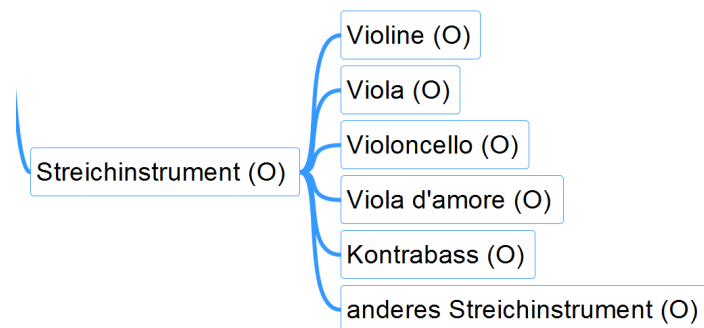 Violine (O)
Viola (O)
Violoncello (O)
Streichinstrument (O)
Viola d'amore (O)
Kontrabass (O)
anderes Streichinstrument (O)